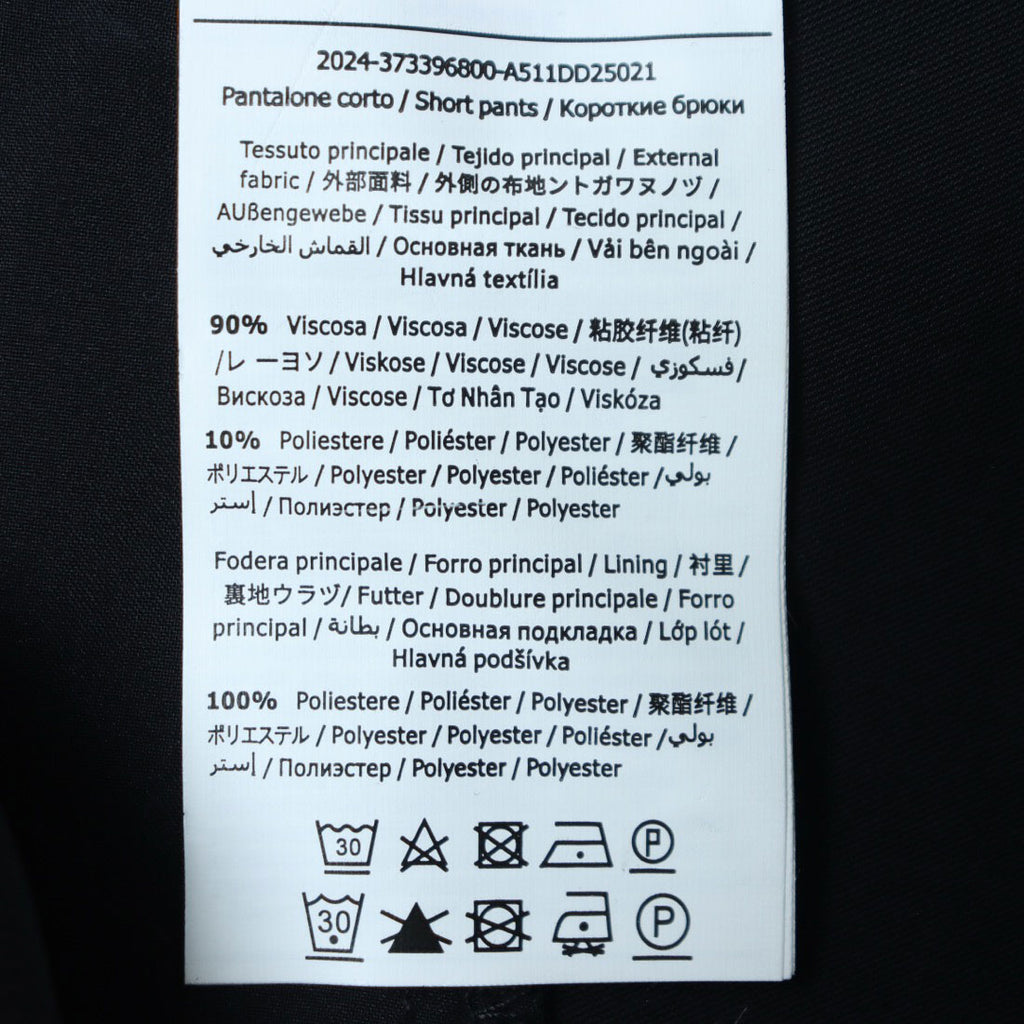 2024-373396800-A511DD25021
Pantalone corto / Short pants / Короткие брюки
Tessuto principale / Tejido principal / External
fabric / 外部面料 / 外側の布地ントガワヌノヅ /
AUßengewebe / Tissu principal / Tecido principal /
القماش الخارخي / Основная ткань / Vải bên ngoài /
Hlavná textília
90% Viscosa / Viscosa / Viscose / 粘胶纤维(粘纤)
/レ ーヨソ / Viskose / Viscose / Viscose / فسكوزي /
Вискоза / Viscose / Tơ Nhân Tạo / Viskóza
10% Poliestere / Poliéster / Polyester / 聚酯纤维 /
ポリエステル / Polyester / Polyester / Poliéster / بولي
إستر / Полиэстер / Polyester / Polyester
Fodera principale / Forro principal / Lining / 衬里 /
裏地ウラヅ/ Futter / Doublure principale / Forro
principal / بطانة / Основная подкладка / Lớp lót /
Hlavná podšívka
100% Poliestere / Poliéster / Polyester / 聚酯纤维 /
ポリエステル / Polyester / Polyester / Poliéster / بولي
إستر / Полиэстер / Polyester / Polyester
30 P
30 P